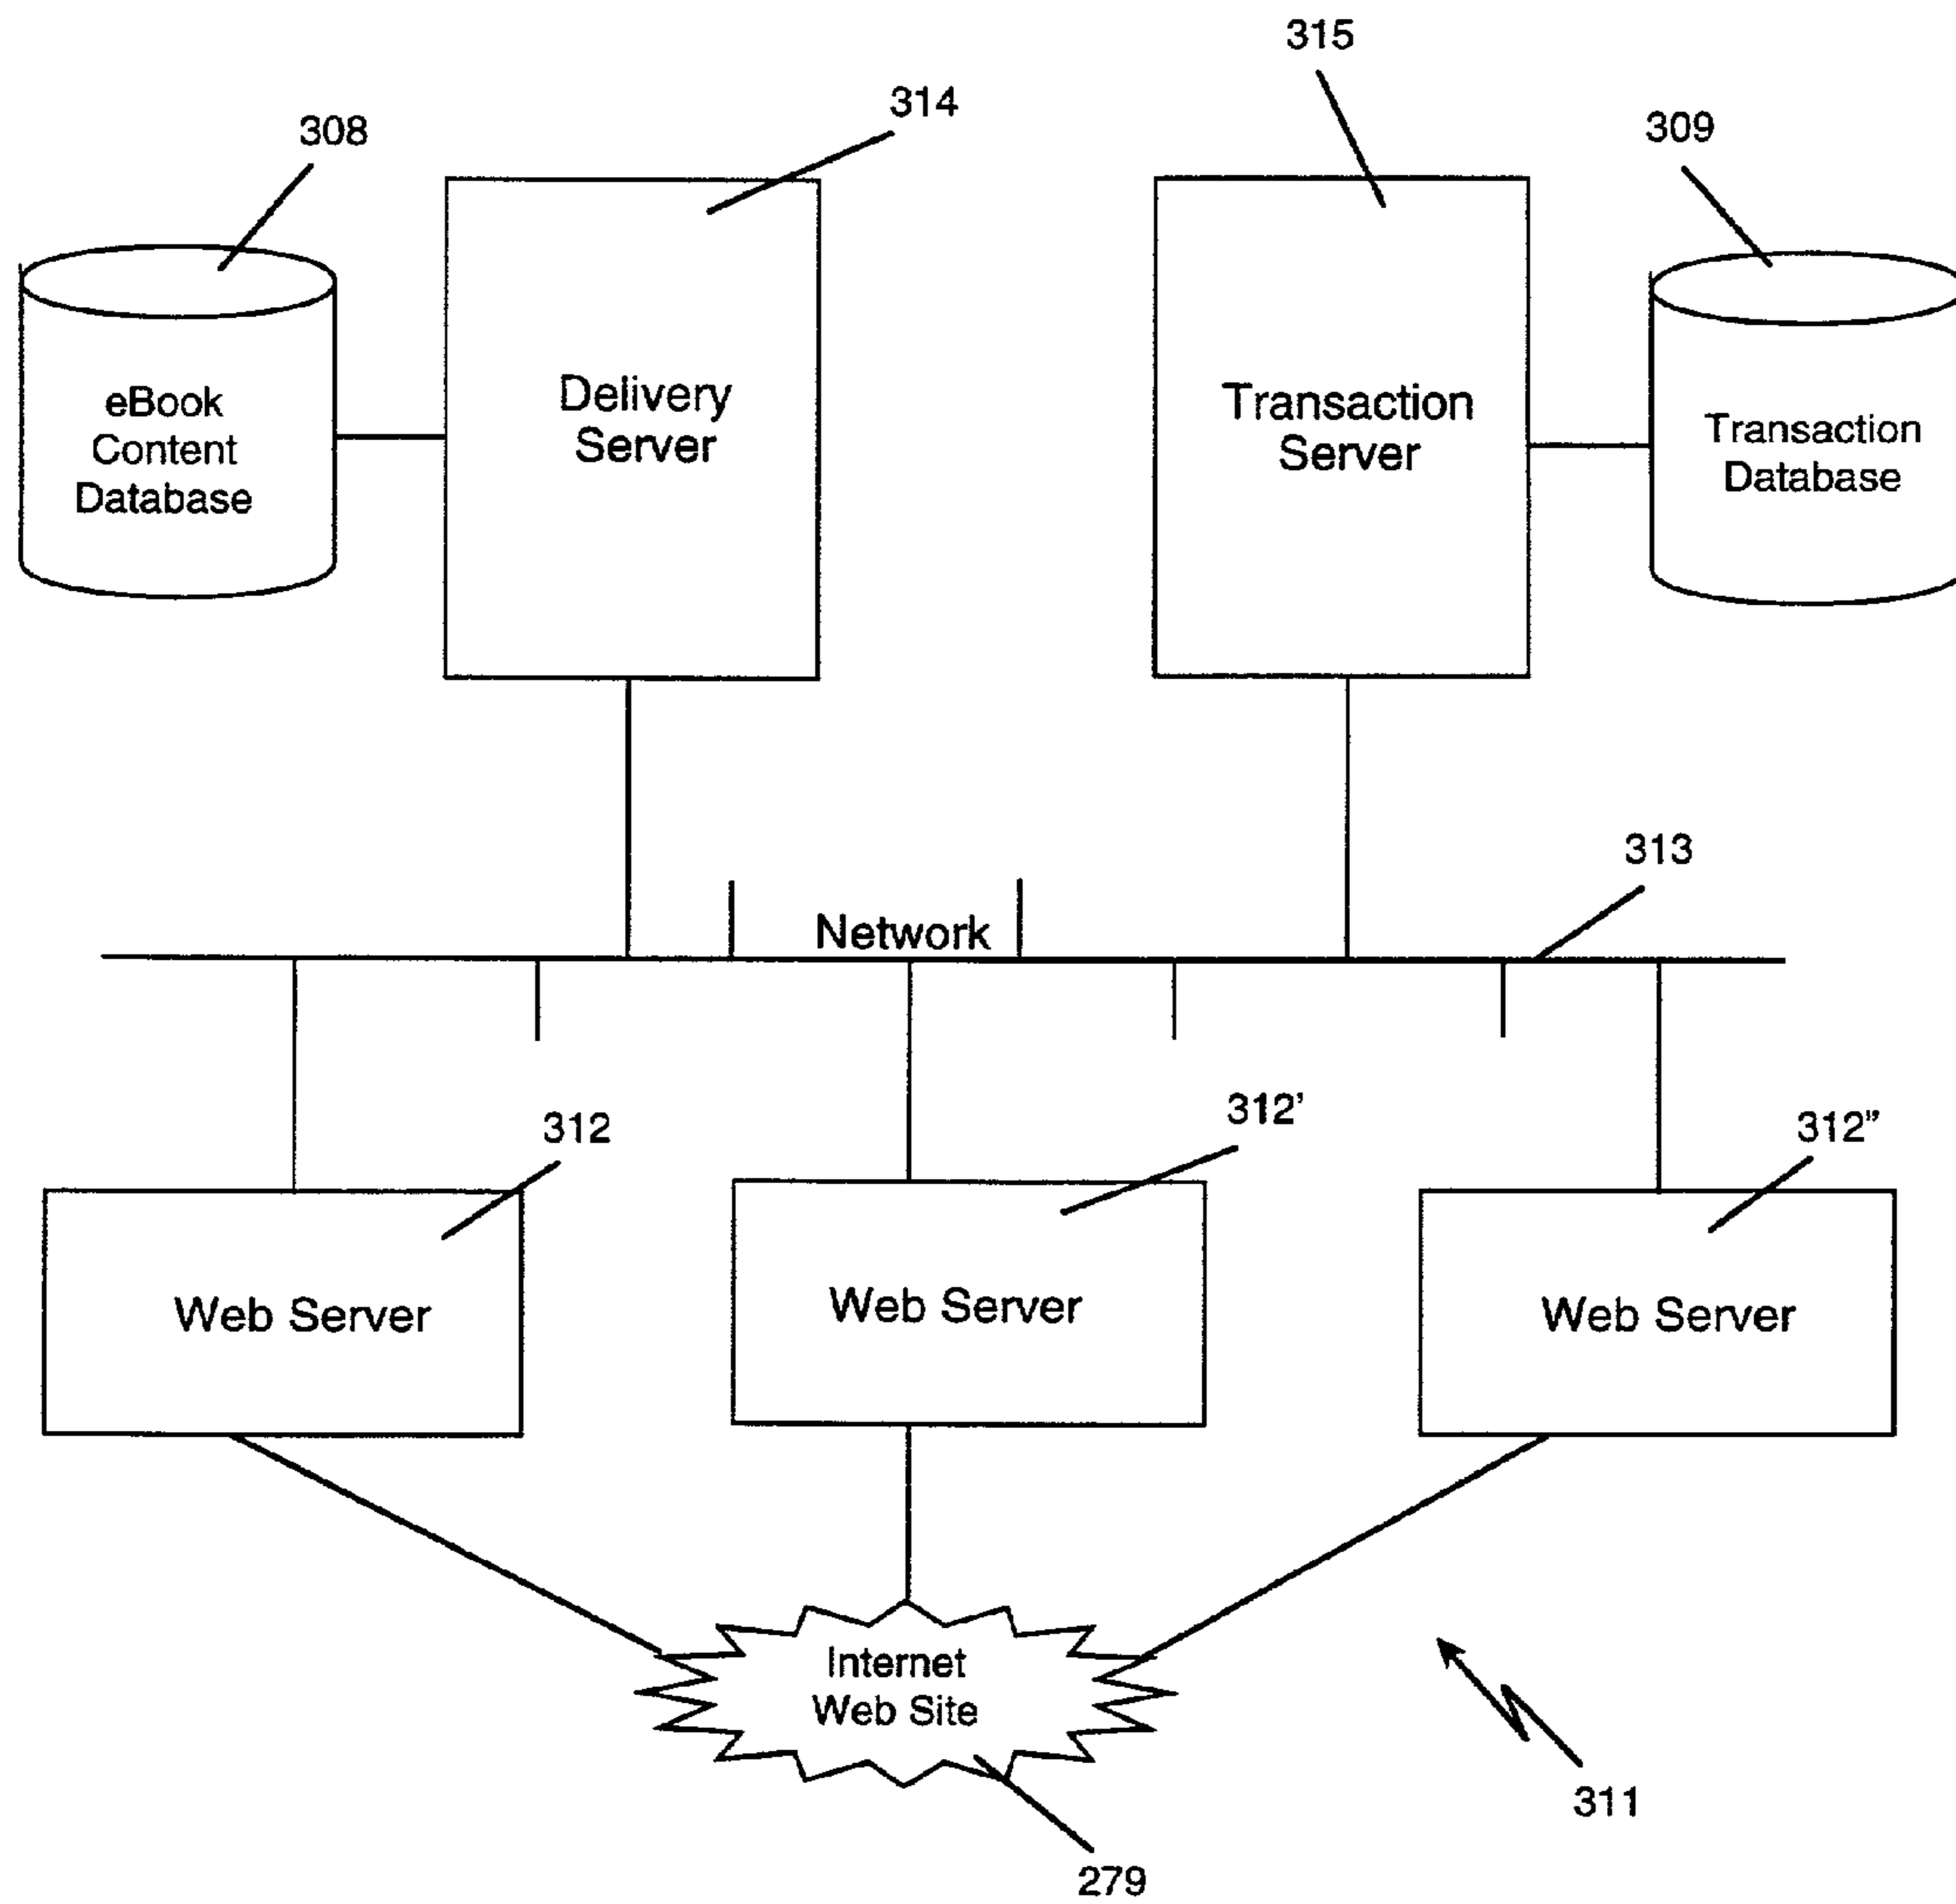 315
314
309
308
Delivery
Server
Transaction
Server
eBook
Content
Database
Transaction
Database
313
Network
312
312'
312"
Web Server
Web Server
Web Server
Internet
Web Site
311
279